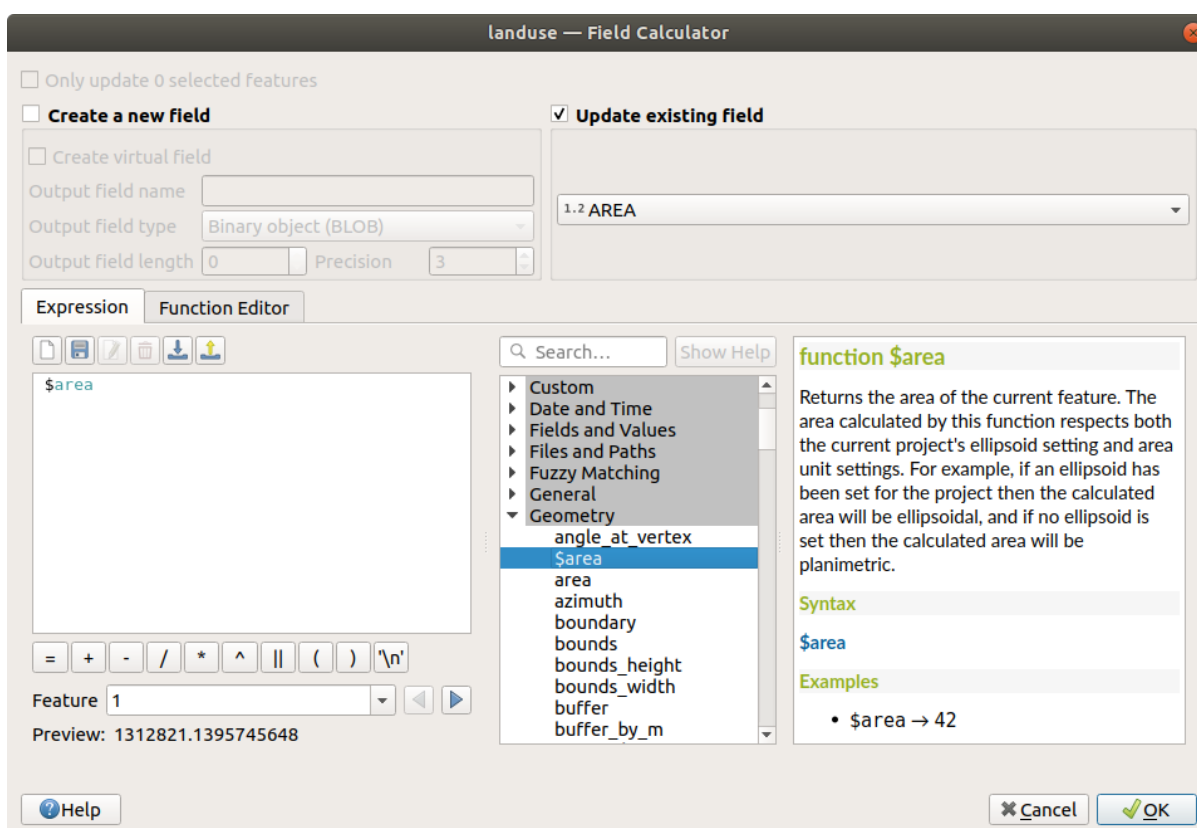 landuse — Field Calculator
Only update 0 selected features
Create a new field
Update existing field
Create virtual field
Output field name
Output field type
Binary object (BLOB)
Output field length
0
Precision
3
1.2 AREA
Expression
Function Editor
Search...
Show Help
$area
Custom
Date and Time
Fields and Values
Files and Paths
Fuzzy Matching
General
Geometry
angle_at_vertex
$area
area
azimuth
boundary
bounds
bounds_height
bounds_width
buffer
buffer_by_m
function $area
Returns the area of the current feature. The
area calculated by this function respects both
the current project's ellipsoid setting and area
unit settings. For example, if an ellipsoid has
been set for the project then the calculated
area will be ellipsoidal, and if no ellipsoid is
set then the calculated area will be
planimetric.
Syntax
$area
Examples
• $area → 42
= + - / * ^ || ( ) '\n'
Feature 1
Preview: 1312821.1395745648
Help
Cancel
OK